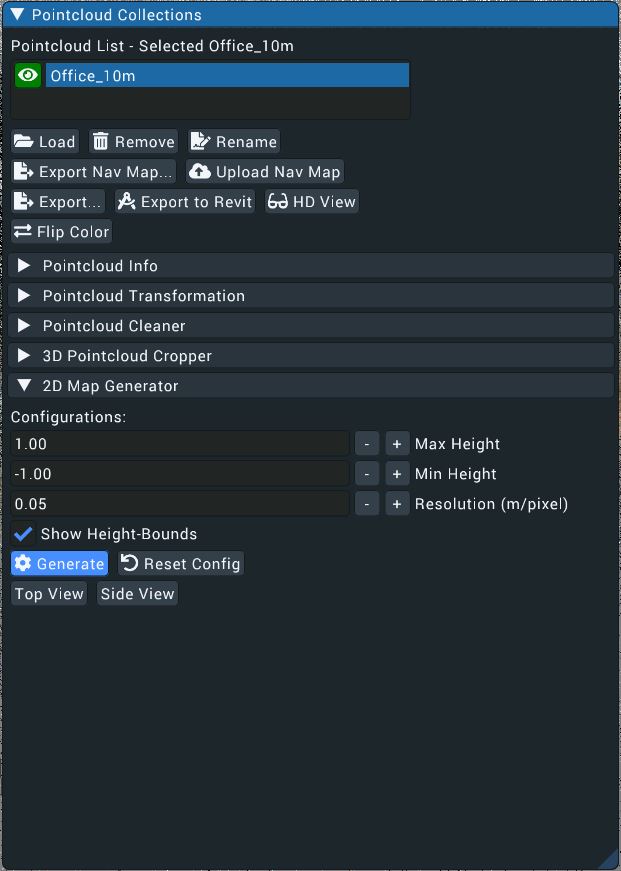 Pointcloud Collections
Pointcloud List - Selected Office_10m
Office_10m
Load Remove Rename
Export Nav Map... Upload Nav Map
Export... Export to Revit HD View
Flip Color
Pointcloud Info
Pointcloud Transformation
Pointcloud Cleaner
3D Pointcloud Cropper
2D Map Generator
Configurations:
1.00 - + Max Height
-1.00 - + Min Height
0.05 - + Resolution (m/pixel)
Show Height-Bounds
Generate Reset Config
Top View Side View